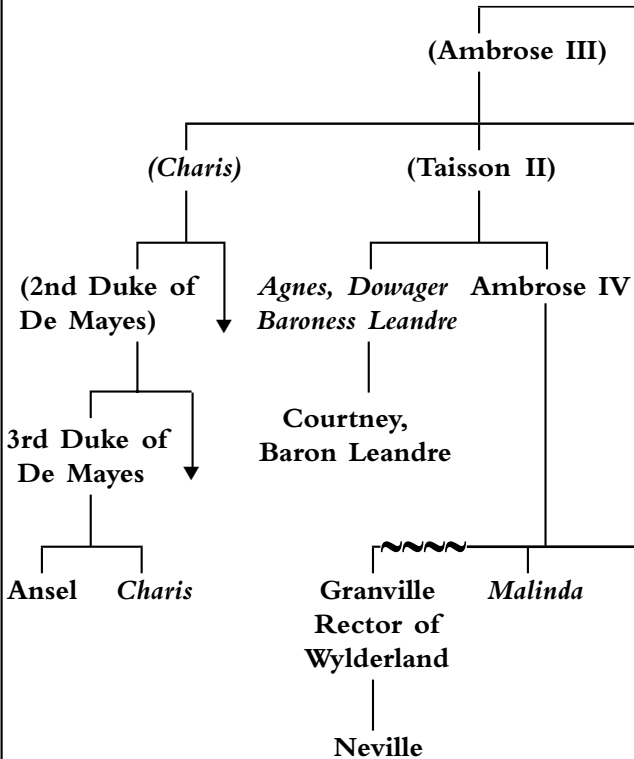 (Ambrose III)
(Charis)
(Taisson II)
(2nd Duke of
De Mayes)
Agnes, Dowager
Baroness Leandre
Ambrose IV
Courtney,
Baron Leandre
3rd Duke of
De Mayes
Ansel
Charis
Granville
Rector of
Wylderland
Malinda
Neville